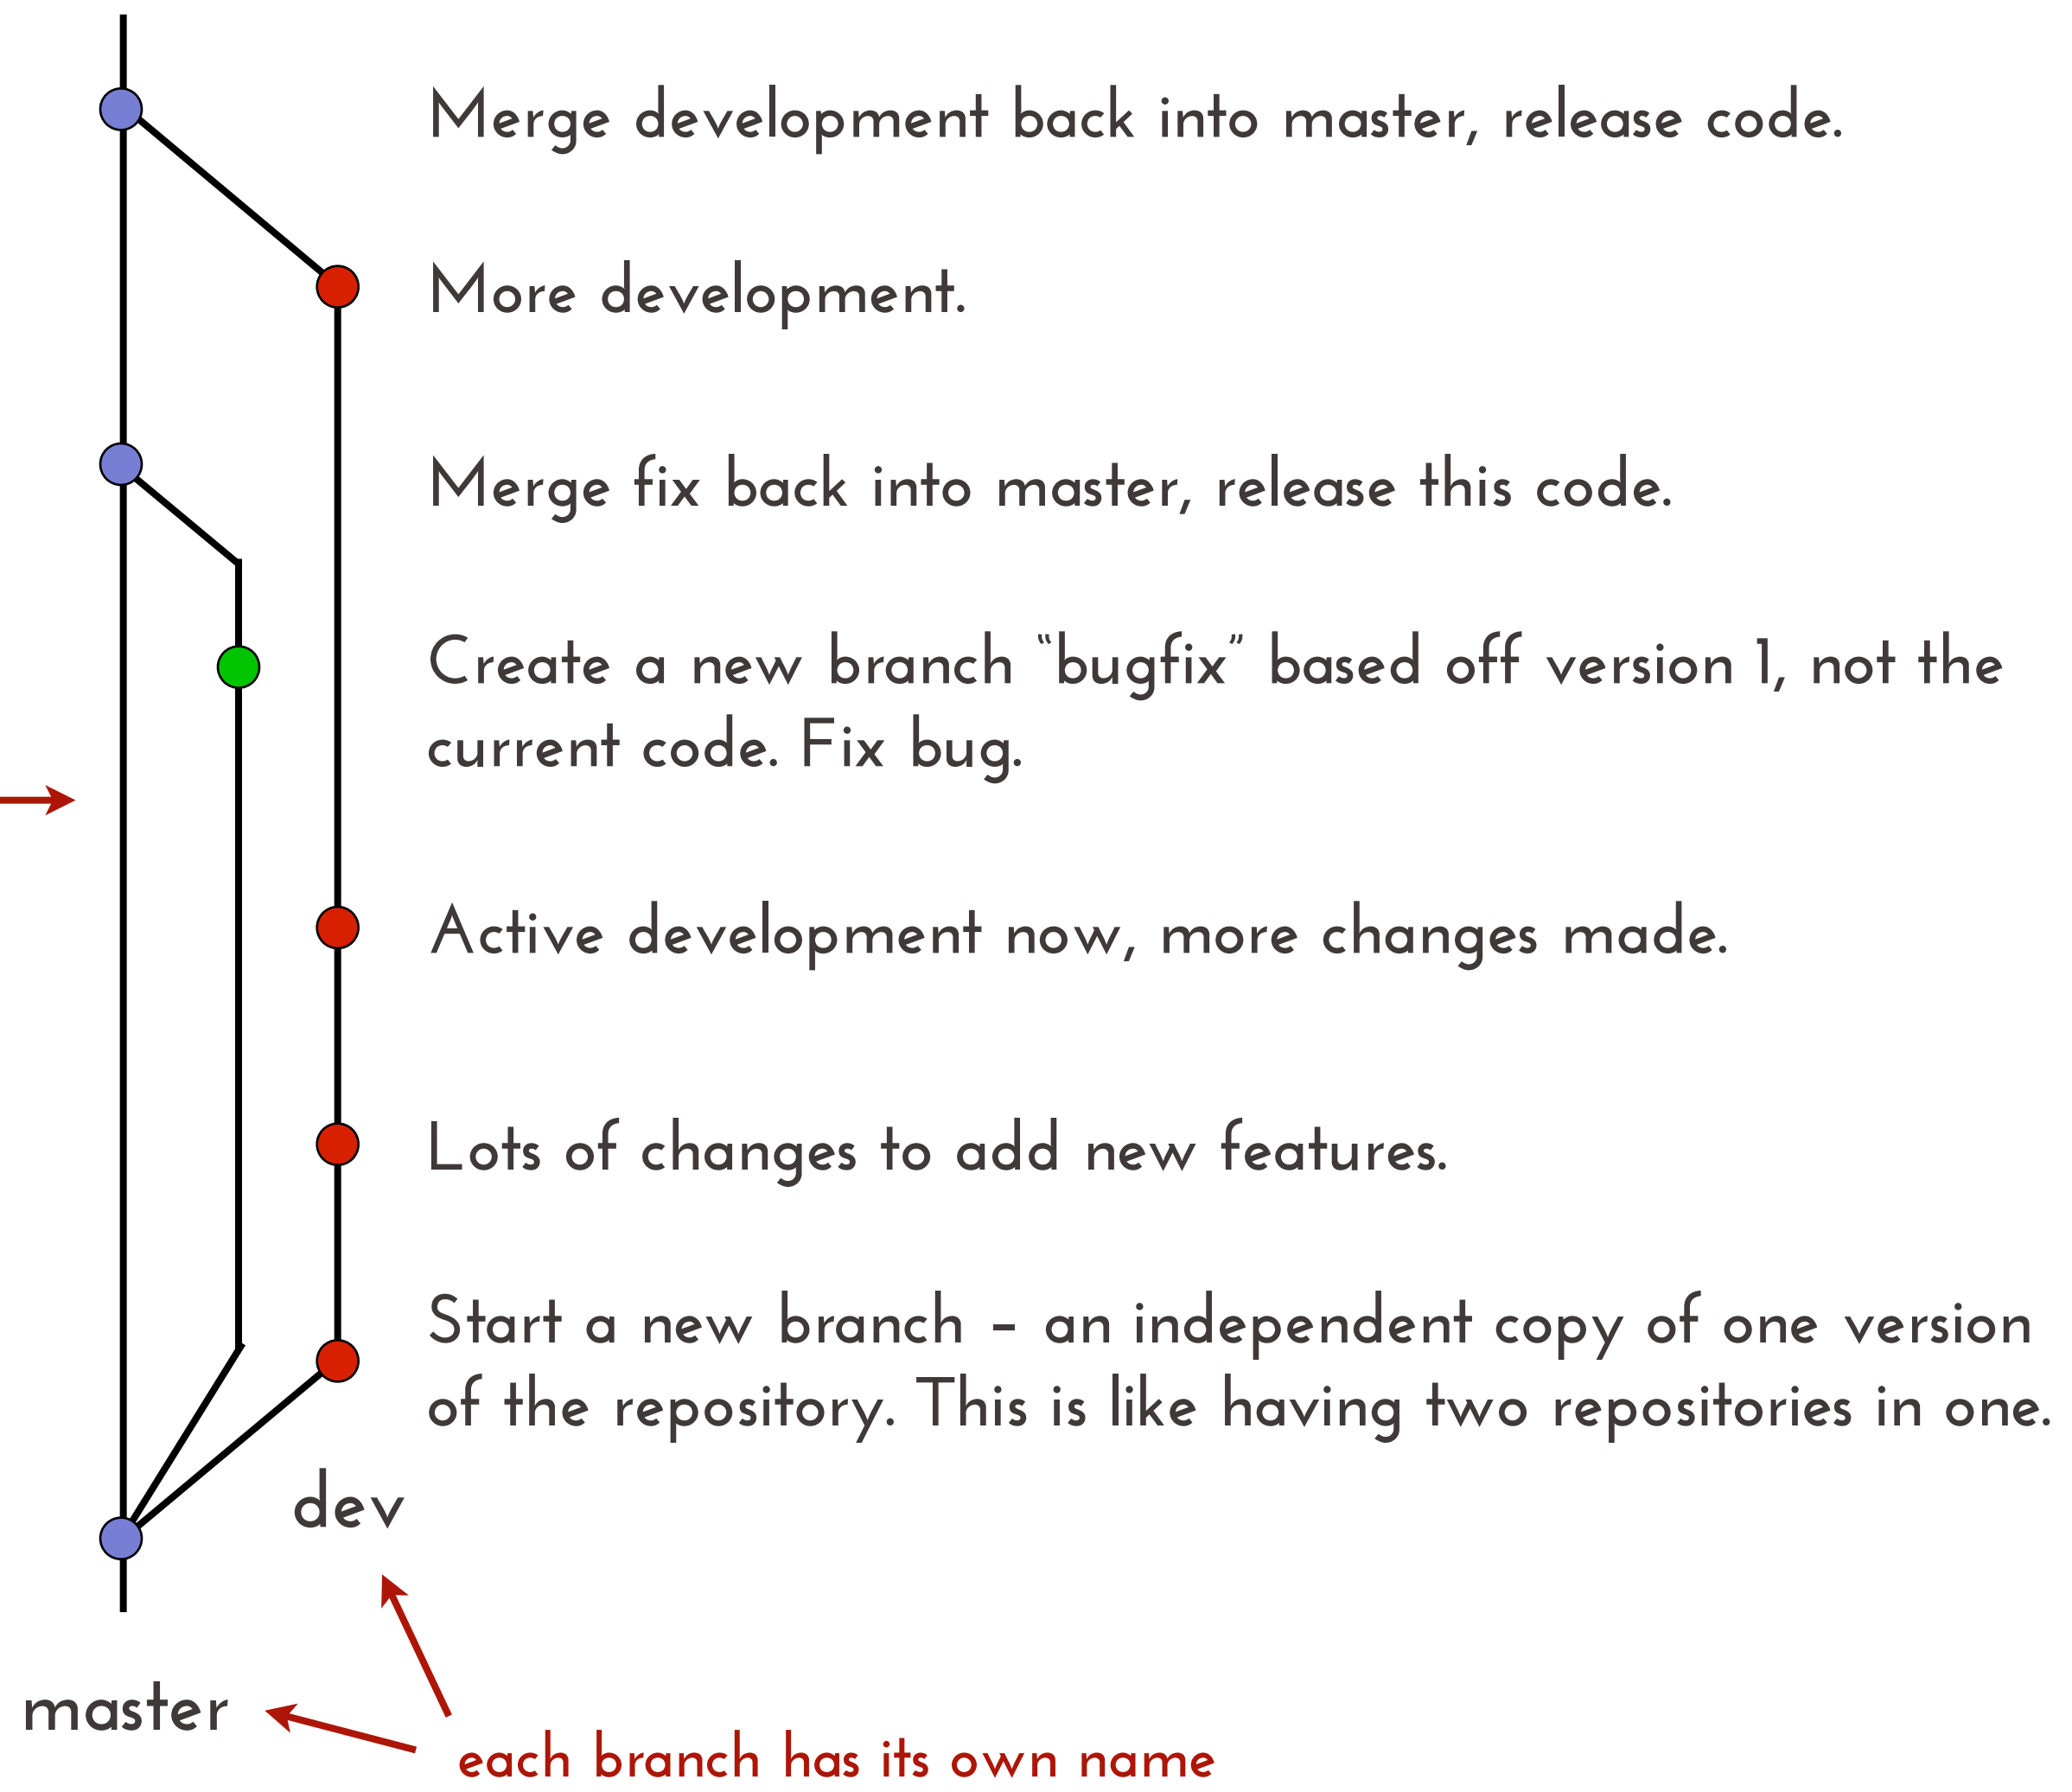 Merge development back into master, release code.
More development.
Merge fix back into master, release this code.
Create a new branch “bugfix” based off version 1, not the
current code. Fix bug.
Active development now, more changes made.
Lots of changes to add new features.
Start a new branch - an independent copy of one version
of the repository. This is like having two repositories in one.
dev
master
each branch has its own name